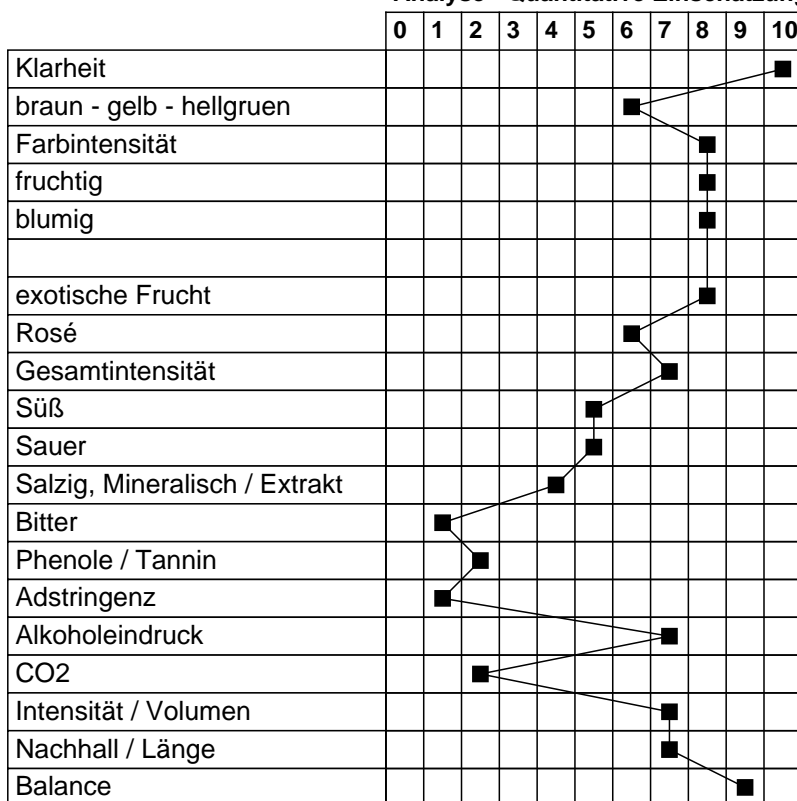 0 1 2 3 4 5 6 7 8 9 10
Klarheit
braun - gelb - hellgruen
Farbintensität
fruchtig
blumig
exotische Frucht
Rosé
Gesamtintensität
Süß
Sauer
Salzig, Mineralisch / Extrakt
Bitter
Phenole / Tannin
Adstringenz
Alkoholeindruck
CO2
Intensität / Volumen
Nachhall / Länge
Balance